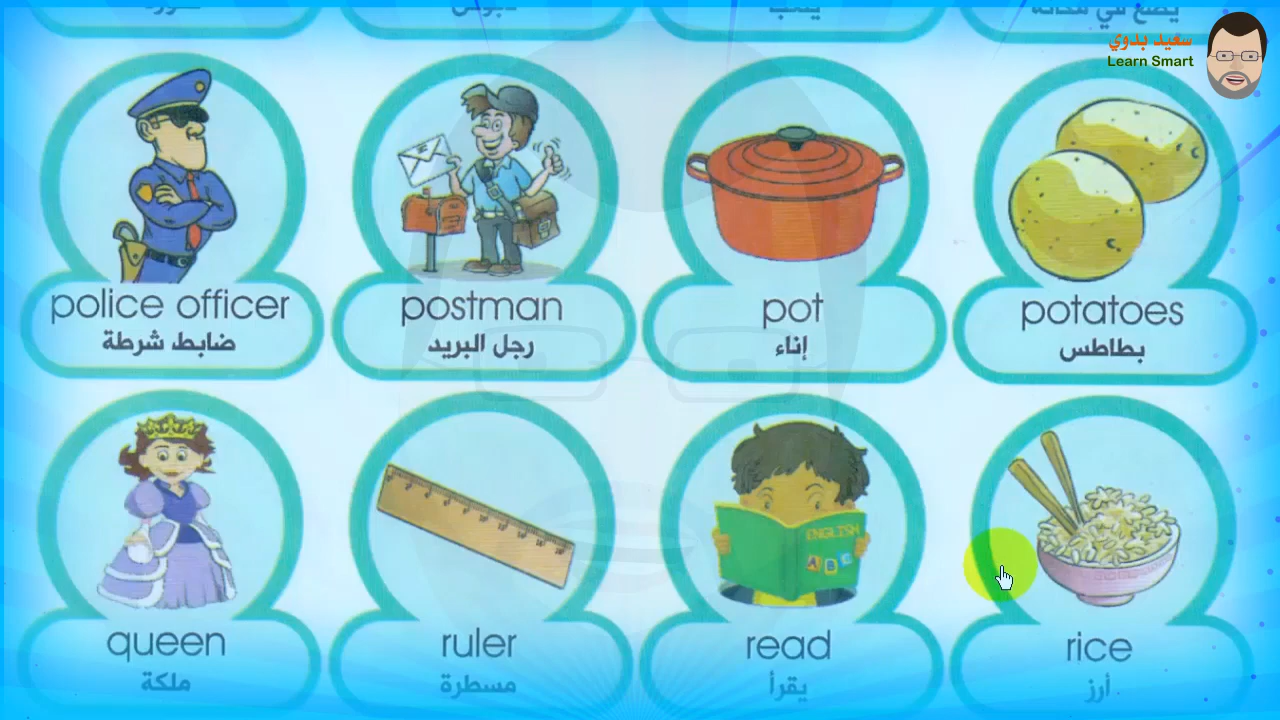 سعيد بدوي
Learn Smart
police officer
ضابط شرطة
postman
رجل البريد
pot
إناء
potatoes
بطاطس
queen
ملكة
ruler
مسطرة
read
يقرأ
ENGLISH
A B C
rice
أرز